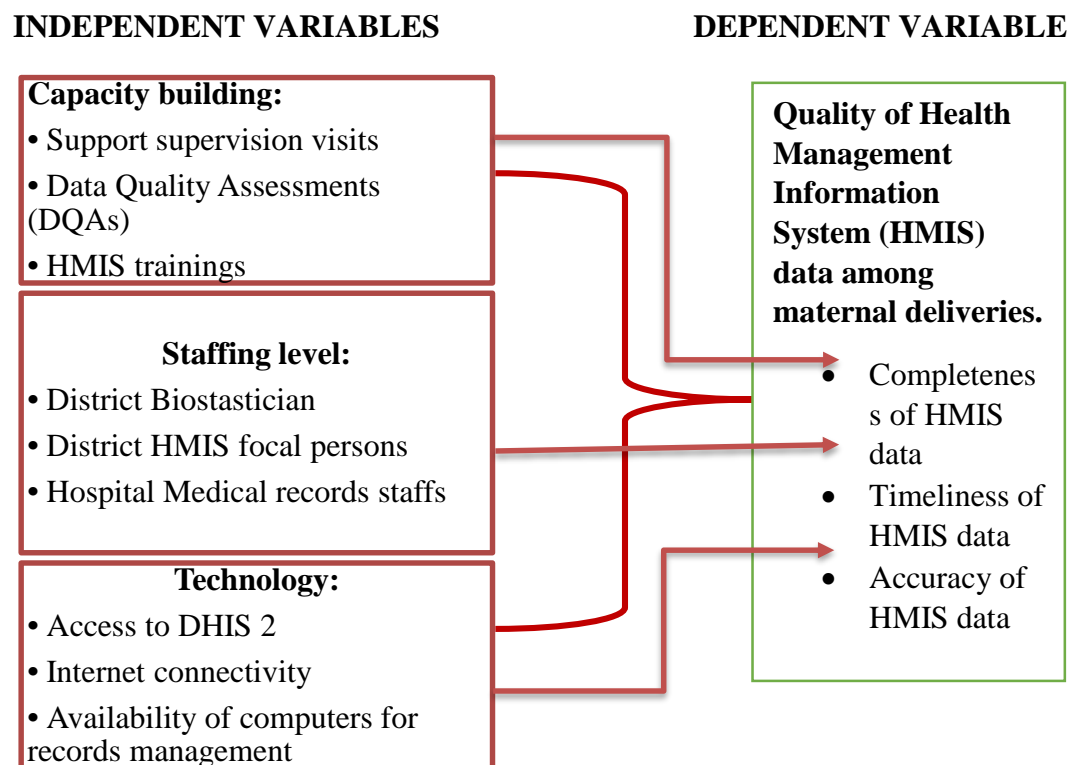 INDEPENDENT VARIABLES
DEPENDENT VARIABLE
Capacity building:
• Support supervision visits
• Data Quality Assessments
(DQAs)
• HMIS trainings
Staffing level:
• District Biostastician
• District HMIS focal persons
• Hospital Medical records staffs
Technology:
• Access to DHIS 2
• Internet connectivity
• Availability of computers for
records management
Quality of Health
Management
Information
System (HMIS)
data among
maternal deliveries.
• Completenes
s of HMIS
data
• Timeliness of
HMIS data
• Accuracy of
HMIS data